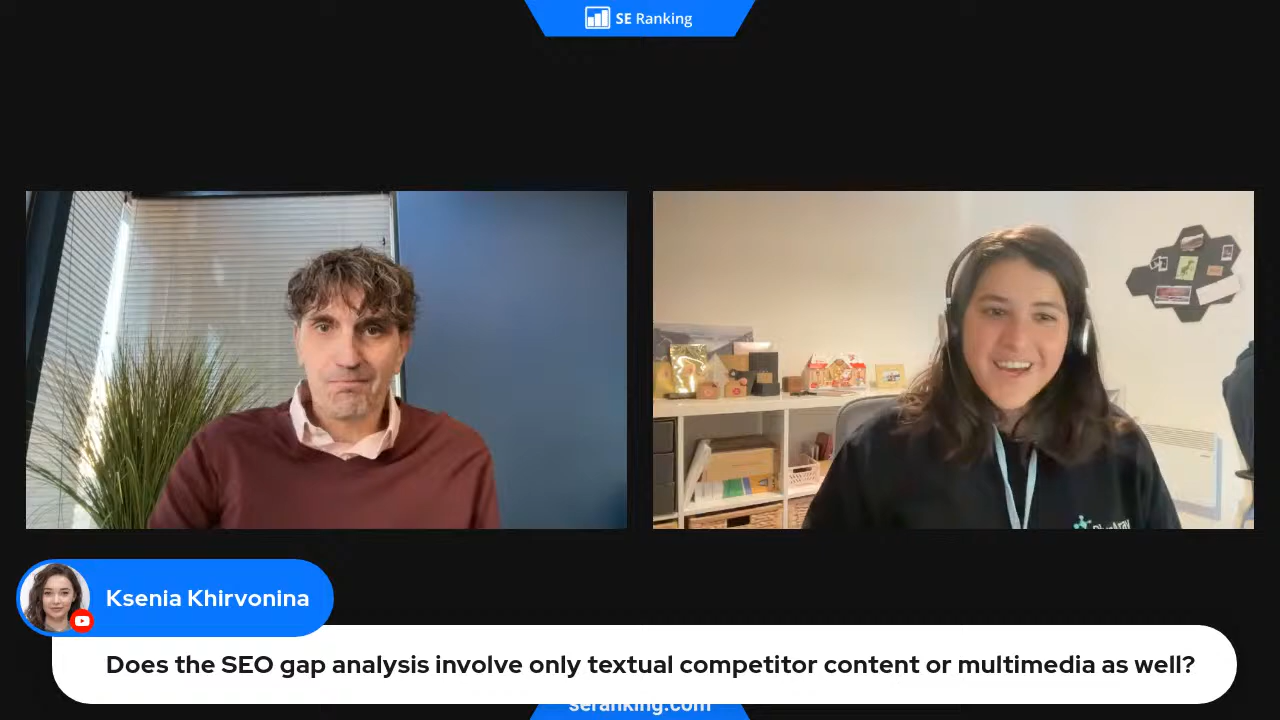 SE Ranking
Ksenia Khirvonina
Does the SEO gap analysis involve only textual competitor content or multimedia as well?
seranking.com